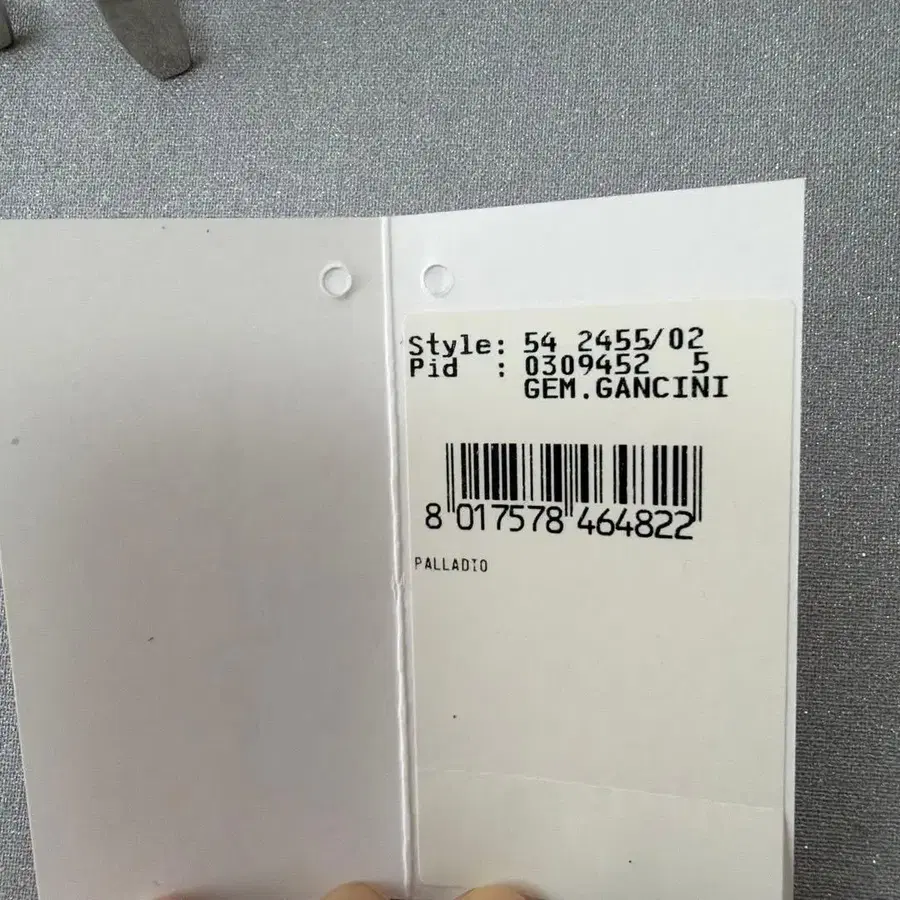 Style: 54 2455/02
Pid : 0309452 5
GEM.GANCINI
8 017578 464822
PALLADIO